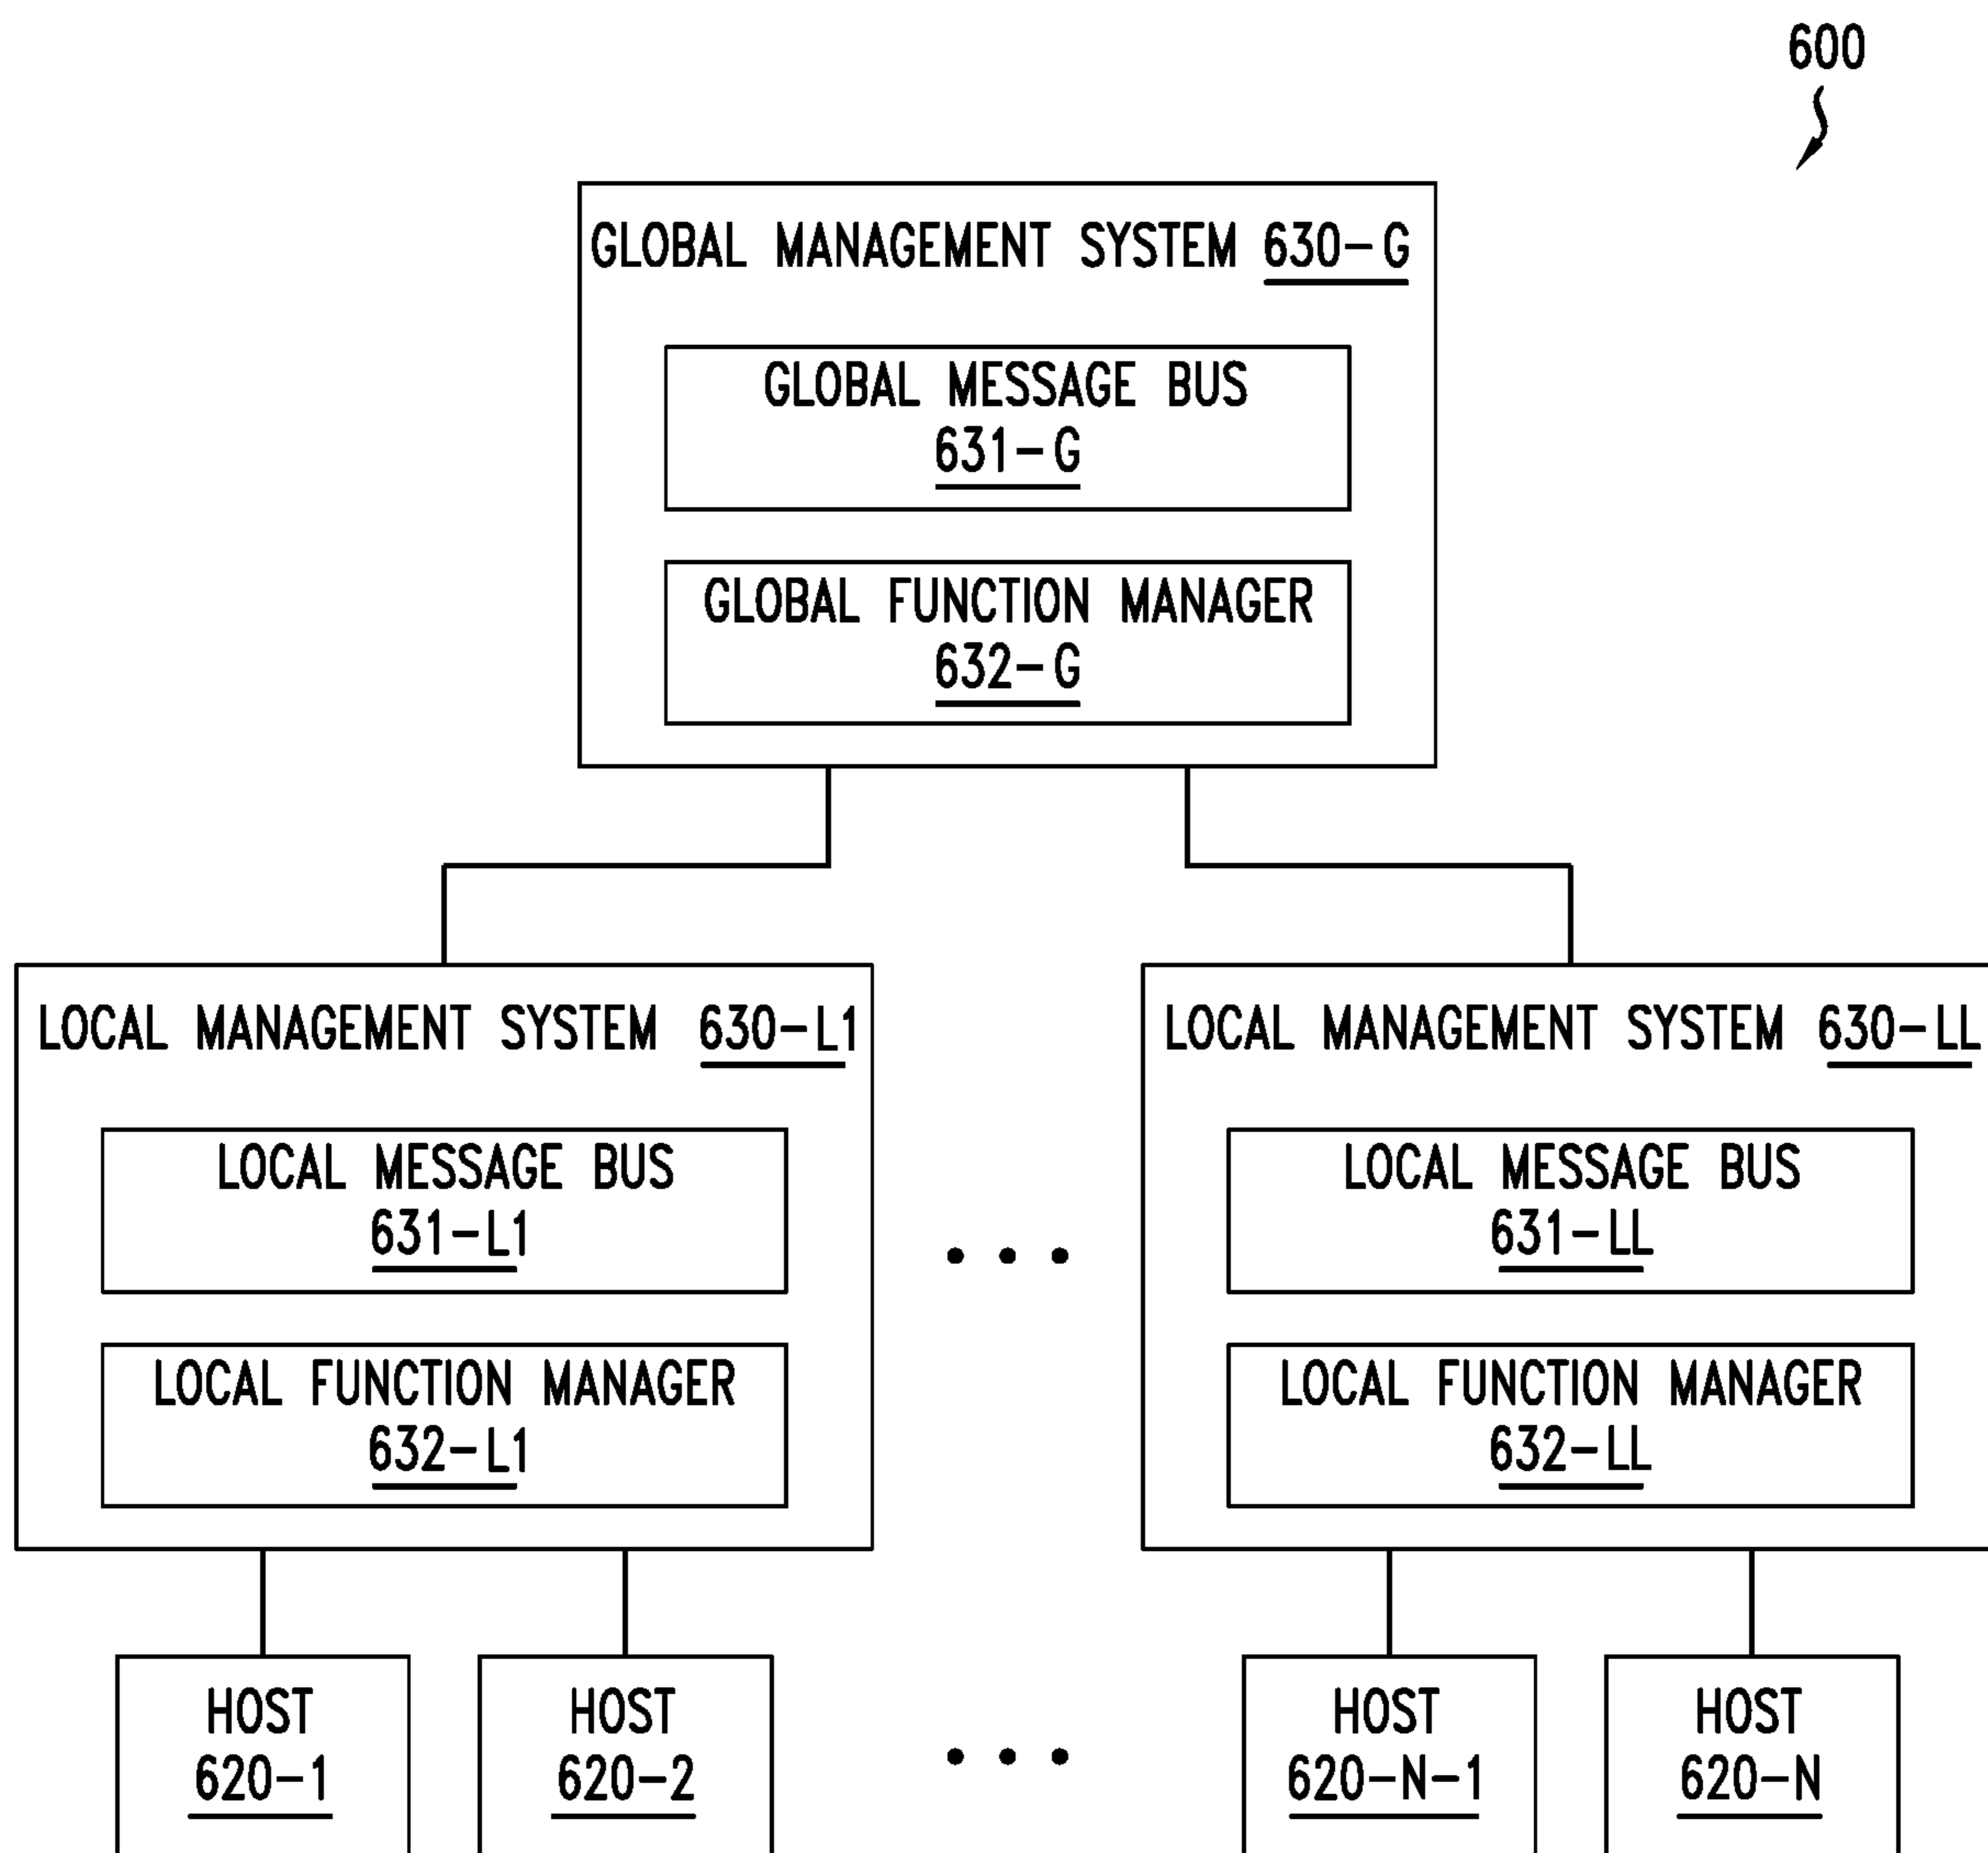 600
GLOBAL MANAGEMENT SYSTEM 630-G
GLOBAL MESSAGE BUS
631-G
GLOBAL FUNCTION MANAGER
632-G
LOCAL MANAGEMENT SYSTEM 630-L1
LOCAL MESSAGE BUS
631-L1
LOCAL FUNCTION MANAGER
632-L1
• • •
LOCAL MANAGEMENT SYSTEM 630-LL
LOCAL MESSAGE BUS
631-LL
LOCAL FUNCTION MANAGER
632-LL
HOST
620-1
HOST
620-2
• • •
HOST
620-N-1
HOST
620-N